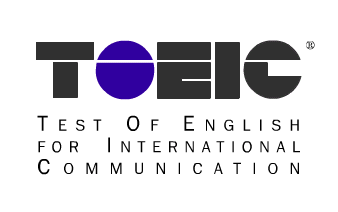 TOEIC®
TEST OF ENGLISH
FOR INTERNATIONAL
COMMUNICATION